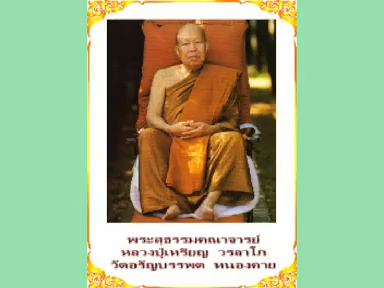 พระสุธรรมคณาจารย์
หลวงปู่เหรียญ วรลาโภ
วัดอรัญบรรพต หนองคาย